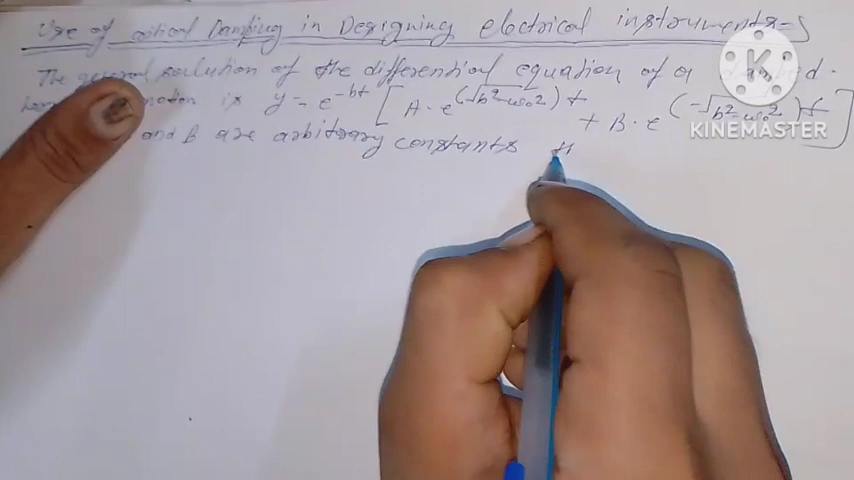 Use of critical Damping in Designing electrical instruments:-
The general solution of the differential equation of a
motion is y = e^-bt [ A · e^(√b²-ω₀²)t + B · e^(-√b²-ω₀²)t ]
and B are arbitrary constants
KINEMASTER